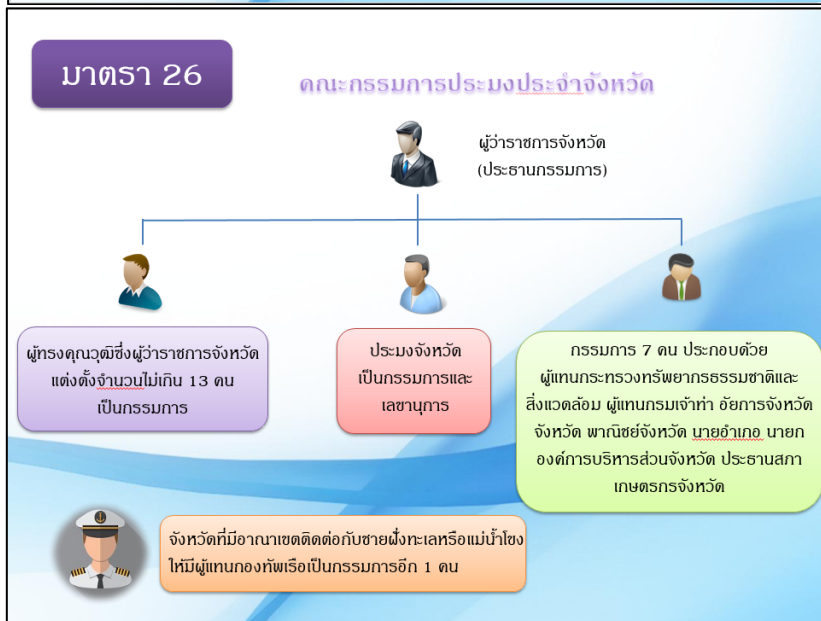 มาตรา 26
คณะกรรมการประมงประจำจังหวัด
ผู้ว่าราชการจังหวัด
(ประธานกรรมการ)
ผู้ทรงคุณวุฒิซึ่งผู้ว่าราชการจังหวัด
แต่งตั้งจำนวนไม่เกิน 13 คน
เป็นกรรมการ
ประมงจังหวัด
เป็นกรรมการและ
เลขานุการ
กรรมการ 7 คน ประกอบด้วย
ผู้แทนกระทรวงทรัพยากรธรรมชาติและ
สิ่งแวดล้อม ผู้แทนกรมเจ้าท่า อัยการจังหวัด
จังหวัด พาณิชย์จังหวัด นายอำเภอ นายก
องค์การบริหารส่วนจังหวัด ประธานสภา
เกษตรกรจังหวัด
จังหวัดที่มีอาณาเขตติดต่อกับชายฝั่งทะเลหรือแม่น้ำโขง
ให้มีผู้แทนกองทัพเรือเป็นกรรมการอีก 1 คน